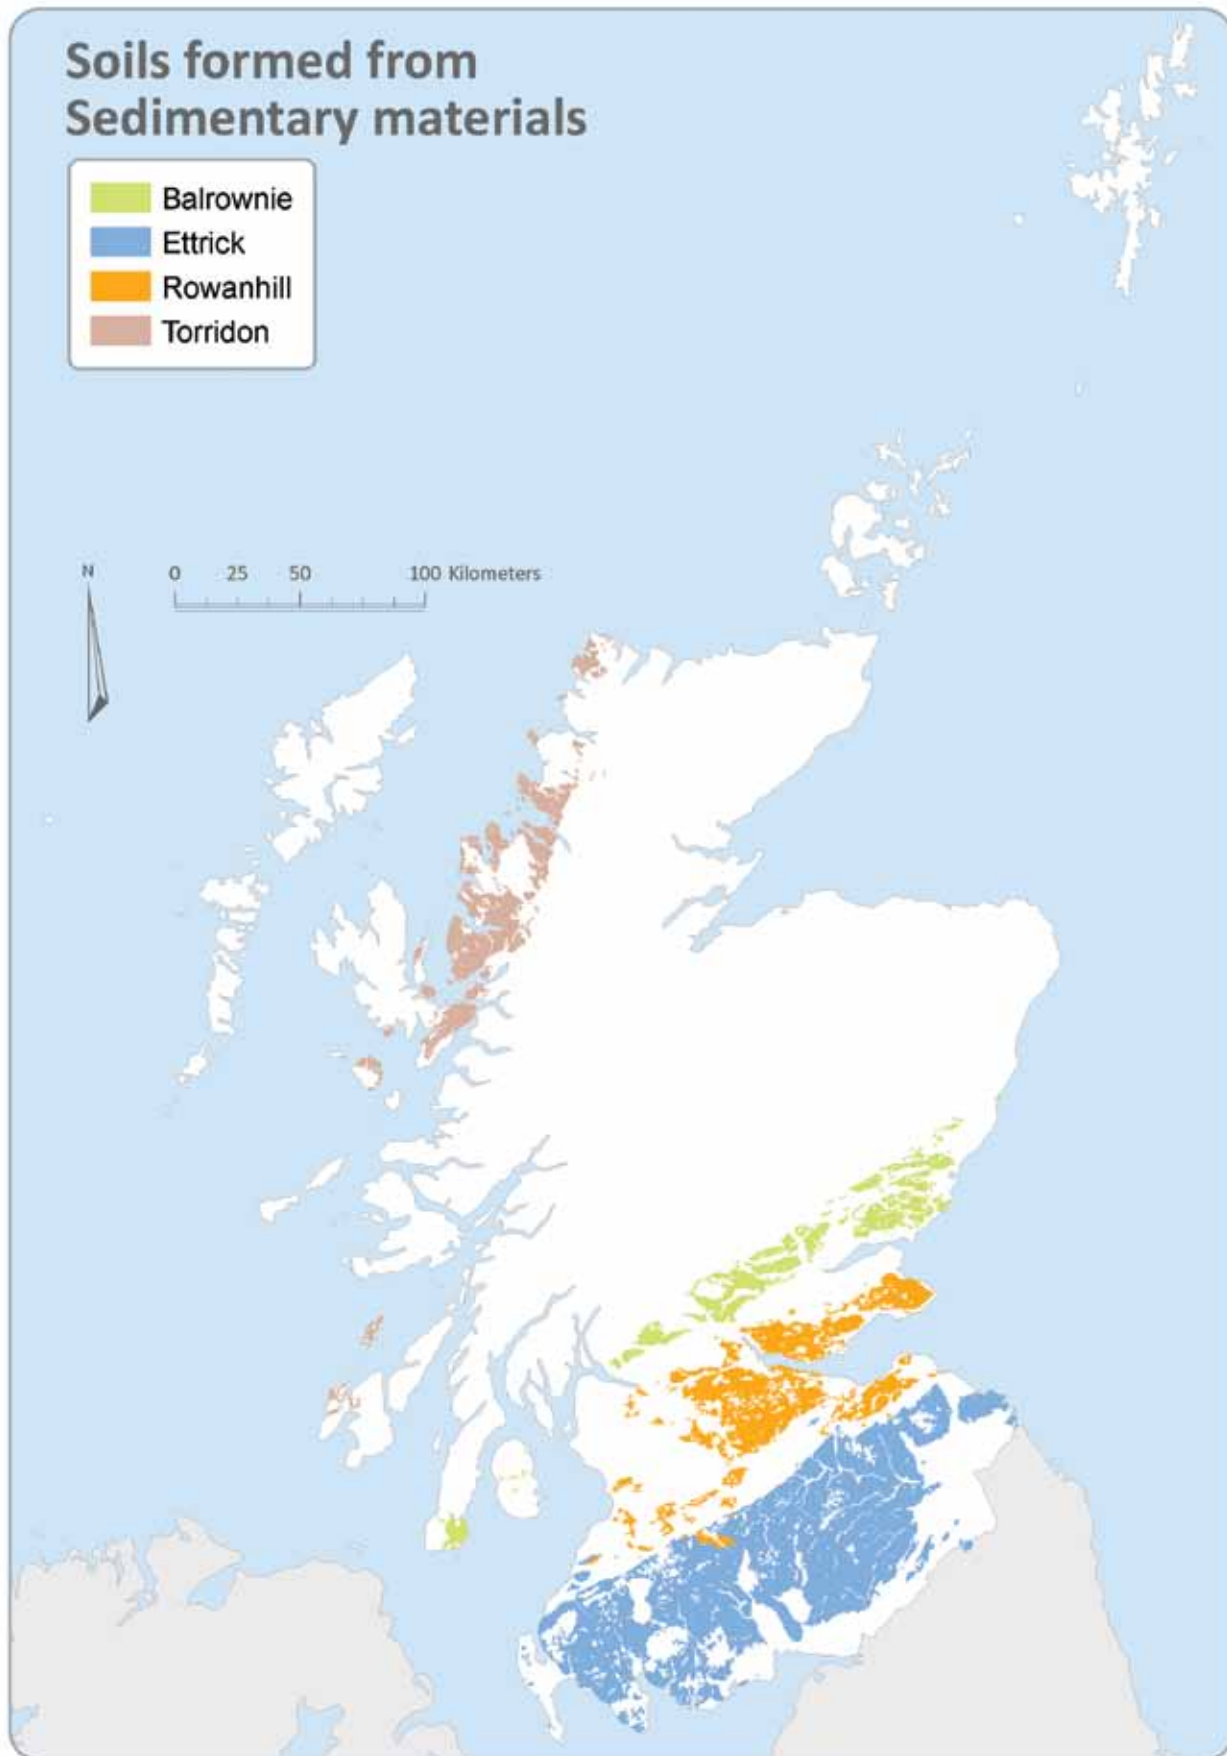 Soils formed from
Sedimentary materials
Balrownie
Ettrick
Rowanhill
Torridon
N
0 25 50 100 Kilometers